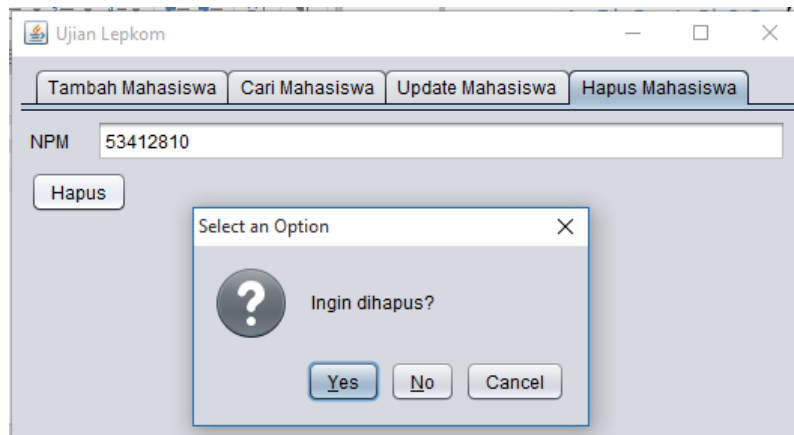 Ujian Lepkom
Tambah Mahasiswa Cari Mahasiswa Update Mahasiswa Hapus Mahasiswa
NPM 53412810
Hapus
Select an Option
Ingin dihapus?
Yes No Cancel